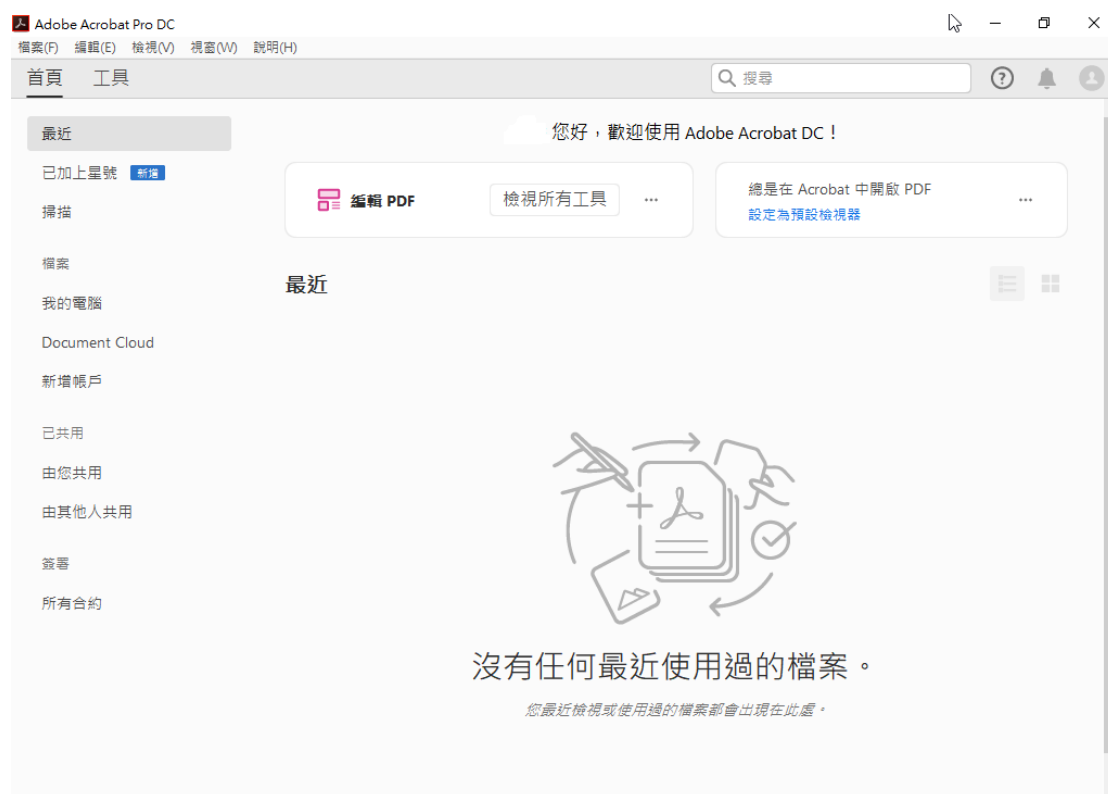 Adobe Acrobat Pro DC
檔案(F) 編輯(E) 檢視(V) 視窗(W) 說明(H)
首頁 工具 搜尋
最近
已加上星號 新增
掃描
檔案
我的電腦
Document Cloud
新增帳戶
已共用
由您共用
由其他人共用
簽署
所有合約
您好，歡迎使用 Adobe Acrobat DC！
編輯 PDF 檢視所有工具 ...
總是在 Acrobat 中開啟 PDF
設定為預設檢視器 ...
最近
沒有任何最近使用過的檔案。
您最近檢視或使用過的檔案都會出現在此處。